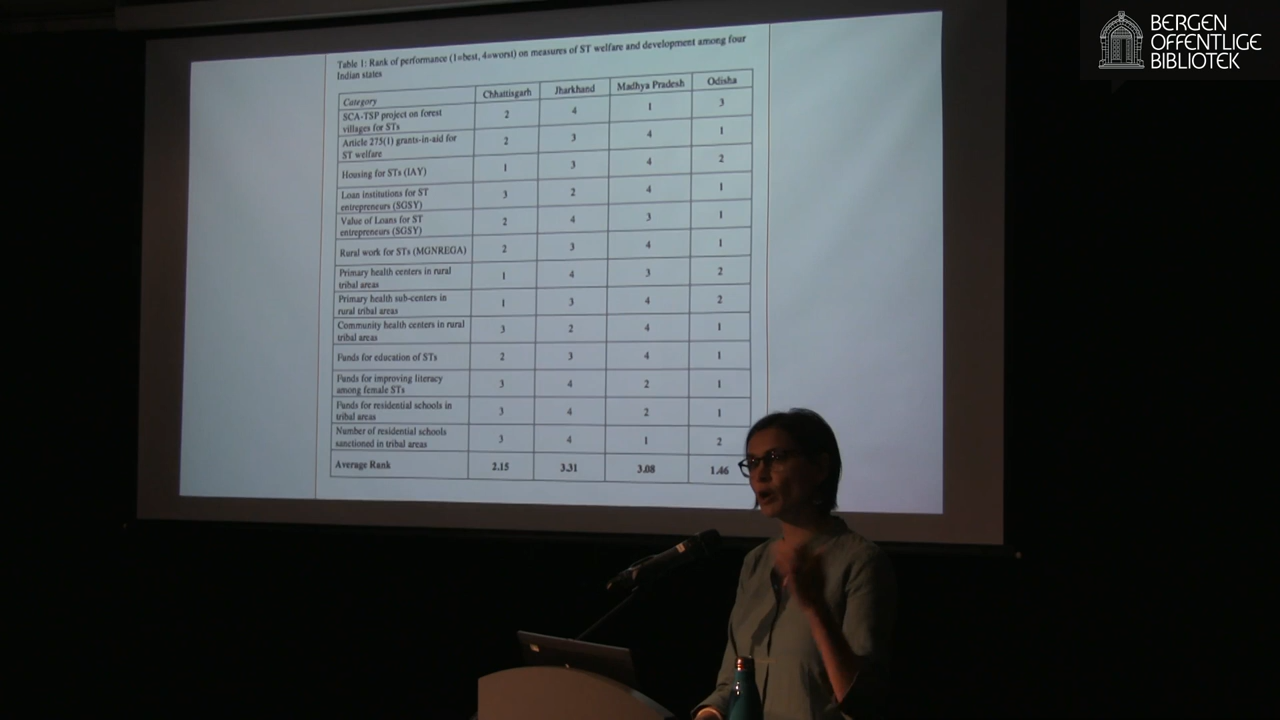 BERGEN
OFFENTLIGE
BIBLIOTEK
Table 1: Rank of performance (1=best, 4=worst) on measures of ST welfare and development among four
Indian states
Category Chhattisgarh Jharkhand Madhya Pradesh Odisha
SCA-TSP project on forest
villages for STs 2 4 1 3
Article 275(1) grants-in-aid for
ST welfare 2 3 4 1
Housing for STs (IAY) 1 3 4 2
Loan institutions for ST
entrepreneurs (SGSY) 3 2 4 1
Value of Loans for ST
entrepreneurs (SGSY) 2 4 3 1
Rural work for STs (MGNREGA) 2 3 4 1
Primary health centers in rural
tribal areas 1 4 3 2
Primary health sub-centers in
rural tribal areas 1 3 4 2
Community health centers in rural
tribal areas 3 2 4 1
Funds for education of STs 2 3 4 1
Funds for improving literacy
among female STs 3 4 2 1
Funds for residential schools in
tribal areas 3 4 2 1
Number of residential schools
sanctioned in tribal areas 3 4 1 2
Average Rank 2.15 3.31 3.08 1.46